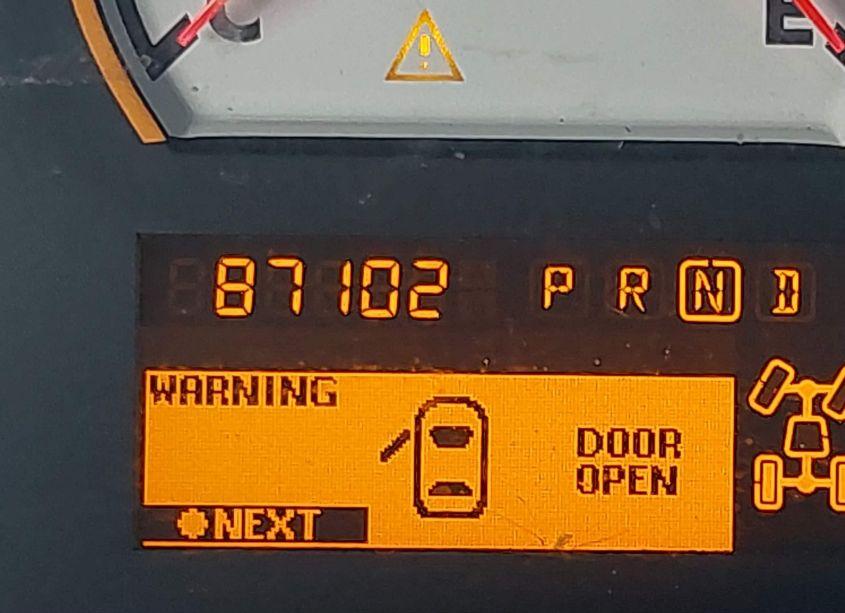 C E
!
87102 P R N D
WARNING
DOOR
OPEN
NEXT